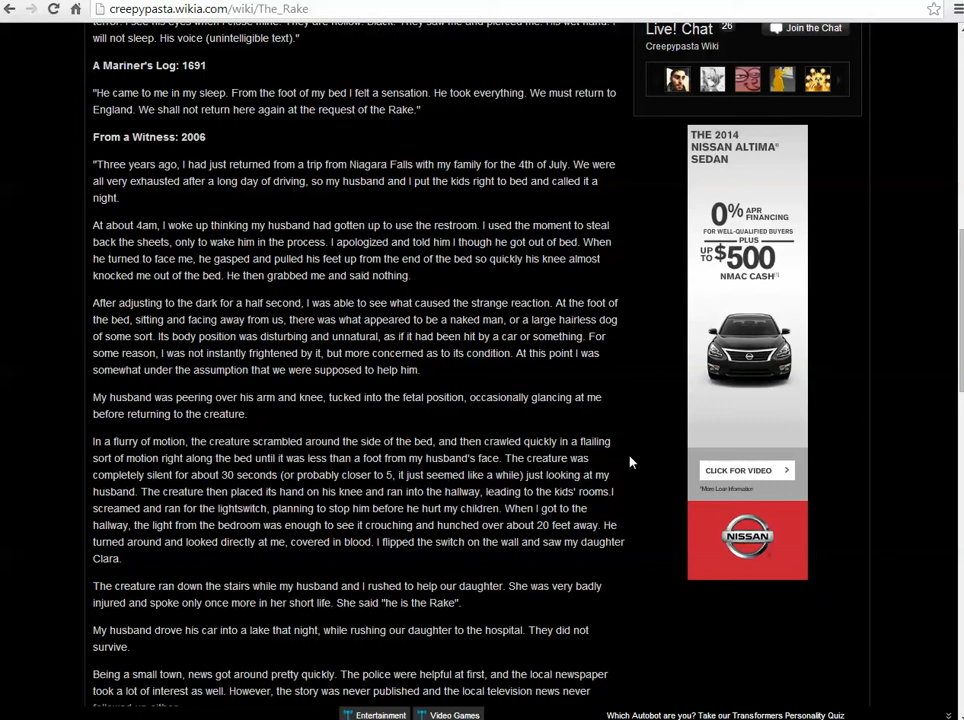 creepypasta.wikia.com/wiki/The_Rake
will not sleep. His voice (unintelligible text)."
A Mariner's Log: 1691
"He came to me in my sleep. From the foot of my bed I felt a sensation. He took everything. We must return to
England. We shall not return here again at the request of the Rake."
From a Witness: 2006
"Three years ago, I had just returned from a trip from Niagara Falls with my family for the 4th of July. We were
all very exhausted after a long day of driving, so my husband and I put the kids right to bed and called it a
night.
At about 4am, I woke up thinking my husband had gotten up to use the restroom. I used the moment to steal
back the sheets, only to wake him in the process. I apologized and told him I though he got out of bed. When
he turned to face me, he gasped and pulled his feet up from the end of the bed so quickly his knee almost
knocked me out of the bed. He then grabbed me and said nothing.
After adjusting to the dark for a half second, I was able to see what caused the strange reaction. At the foot of
the bed, sitting and facing away from us, there was what appeared to be a naked man, or a large hairless dog
of some sort. Its body position was disturbing and unnatural, as if it had been hit by a car or something. For
some reason, I was not instantly frightened by it, but more concerned as to its condition. At this point I was
somewhat under the assumption that we were supposed to help him.
My husband was peering over his arm and knee, tucked into the fetal position, occasionally glancing at me
before returning to the creature.
In a flurry of motion, the creature scrambled around the side of the bed, and then crawled quickly in a flailing
sort of motion right along the bed until it was less than a foot from my husband's face. The creature was
completely silent for about 30 seconds (or probably closer to 5, it just seemed like a while) just looking at my
husband. The creature then placed its hand on his knee and ran into the hallway, leading to the kids' rooms.I
screamed and ran for the lightswitch, planning to stop him before he hurt my children. When I got to the
hallway, the light from the bedroom was enough to see it crouching and hunched over about 20 feet away. He
turned around and looked directly at me, covered in blood. I flipped the switch on the wall and saw my daughter
Clara.
The creature ran down the stairs while my husband and I rushed to help our daughter. She was very badly
injured and spoke only once more in her short life. She said "he is the Rake".
My husband drove his car into a lake that night, while rushing our daughter to the hospital. They did not
survive.
Being a small town, news got around pretty quickly. The police were helpful at first, and the local newspaper
took a lot of interest as well. However, the story was never published and the local television news never
Live! Chat 26
Join the Chat
Creepypasta Wiki
THE 2014
NISSAN ALTIMA®
SEDAN
0% APR
FINANCING
FOR WELL-QUALIFIED BUYERS
PLUS
UP TO $500
NMAC CASH
CLICK FOR VIDEO >
*More Loan Information
NISSAN
Entertainment
Video Games
Which Autobot are you? Take our Transformers Personality Quiz